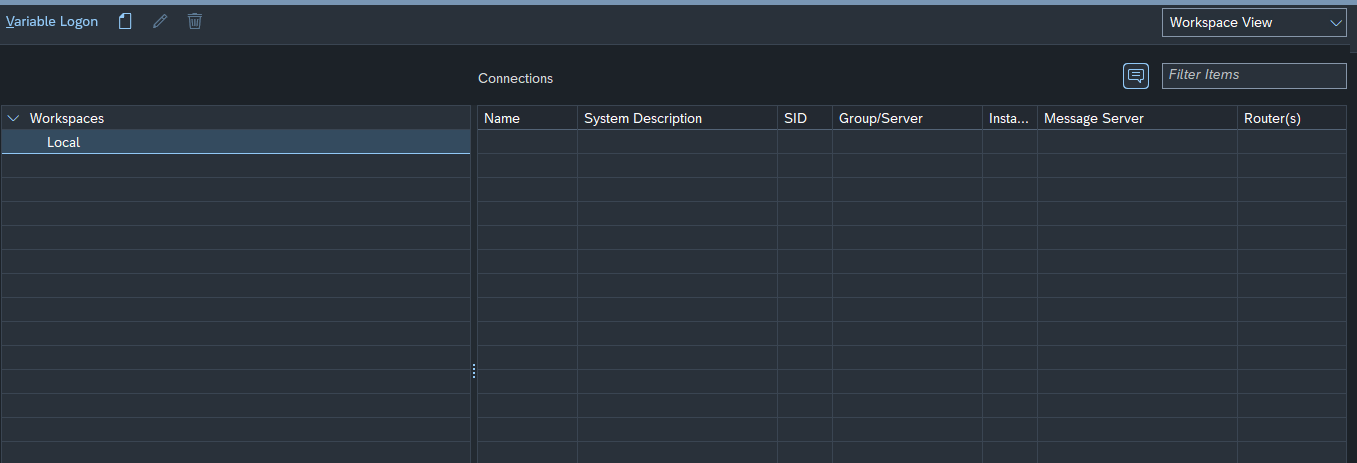 Variable Logon
Workspace View
Connections
Filter Items
Workspaces
Name System Description SID Group/Server Insta... Message Server Router(s)
Local